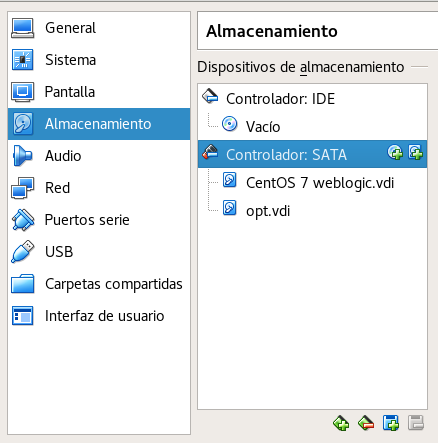 General
Sistema
Pantalla
Almacenamiento
Audio
Red
Puertos serie
USB
Carpetas compartidas
Interfaz de usuario
Almacenamiento
Dispositivos de almacenamiento
Controlador: IDE
Vacío
Controlador: SATA
CentOS 7 weblogic.vdi
opt.vdi